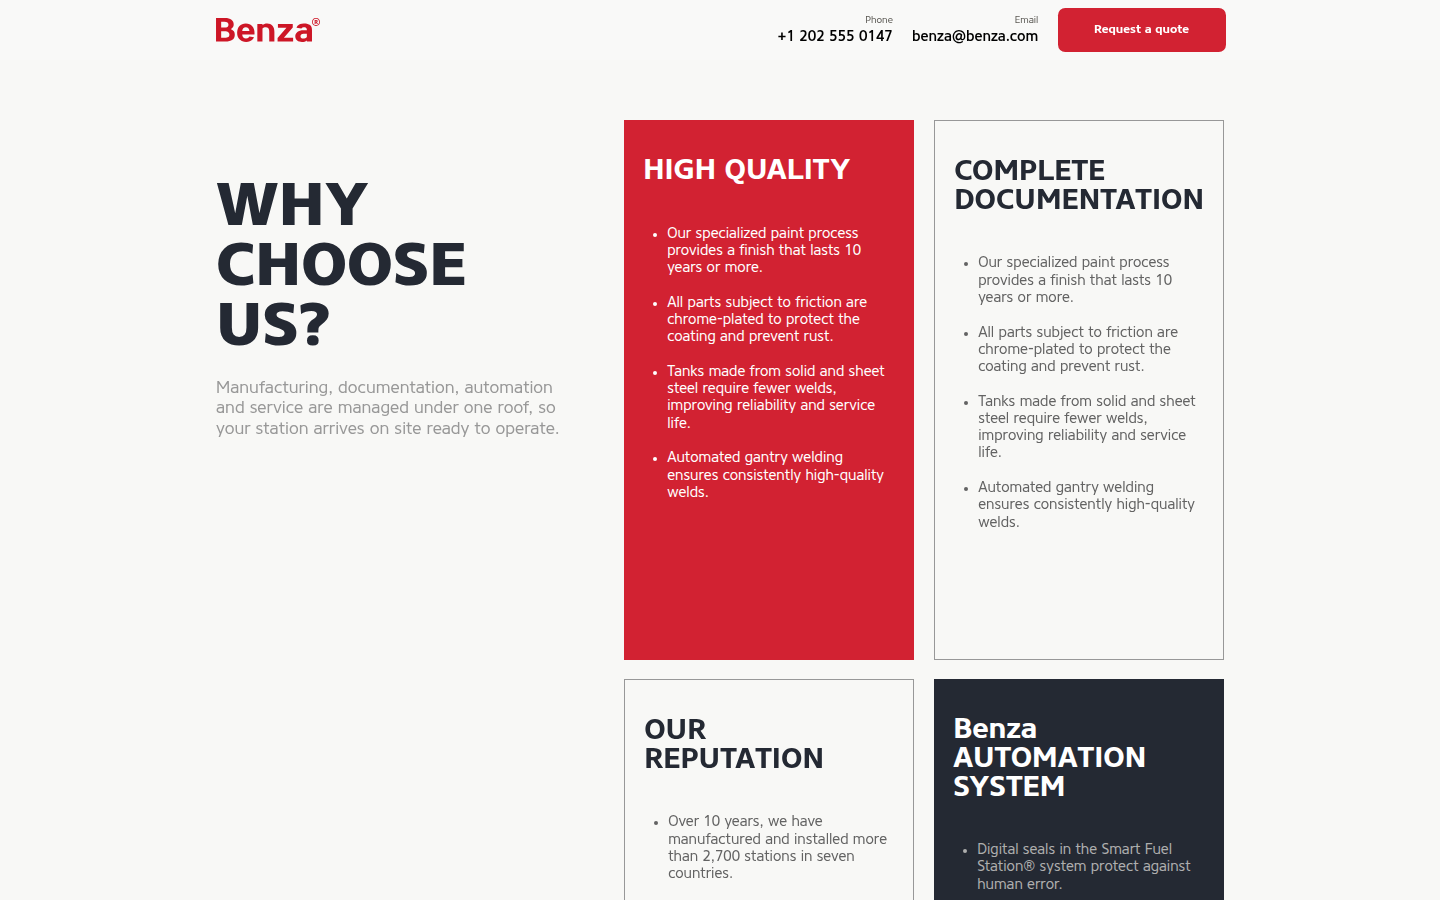 Benza®
Phone
+1 202 555 0147
Email
benza@benza.com
Request a quote
WHY
CHOOSE
US?
Manufacturing, documentation, automation
and service are managed under one roof, so
your station arrives on site ready to operate.
HIGH QUALITY
• Our specialized paint process
provides a finish that lasts 10
years or more.
• All parts subject to friction are
chrome-plated to protect the
coating and prevent rust.
• Tanks made from solid and sheet
steel require fewer welds,
improving reliability and service
life.
• Automated gantry welding
ensures consistently high-quality
welds.
COMPLETE
DOCUMENTATION
• Our specialized paint process
provides a finish that lasts 10
years or more.
• All parts subject to friction are
chrome-plated to protect the
coating and prevent rust.
• Tanks made from solid and sheet
steel require fewer welds,
improving reliability and service
life.
• Automated gantry welding
ensures consistently high-quality
welds.
OUR
REPUTATION
• Over 10 years, we have
manufactured and installed more
than 2,700 stations in seven
countries.
Benza
AUTOMATION
SYSTEM
• Digital seals in the Smart Fuel
Station® system protect against
human error.